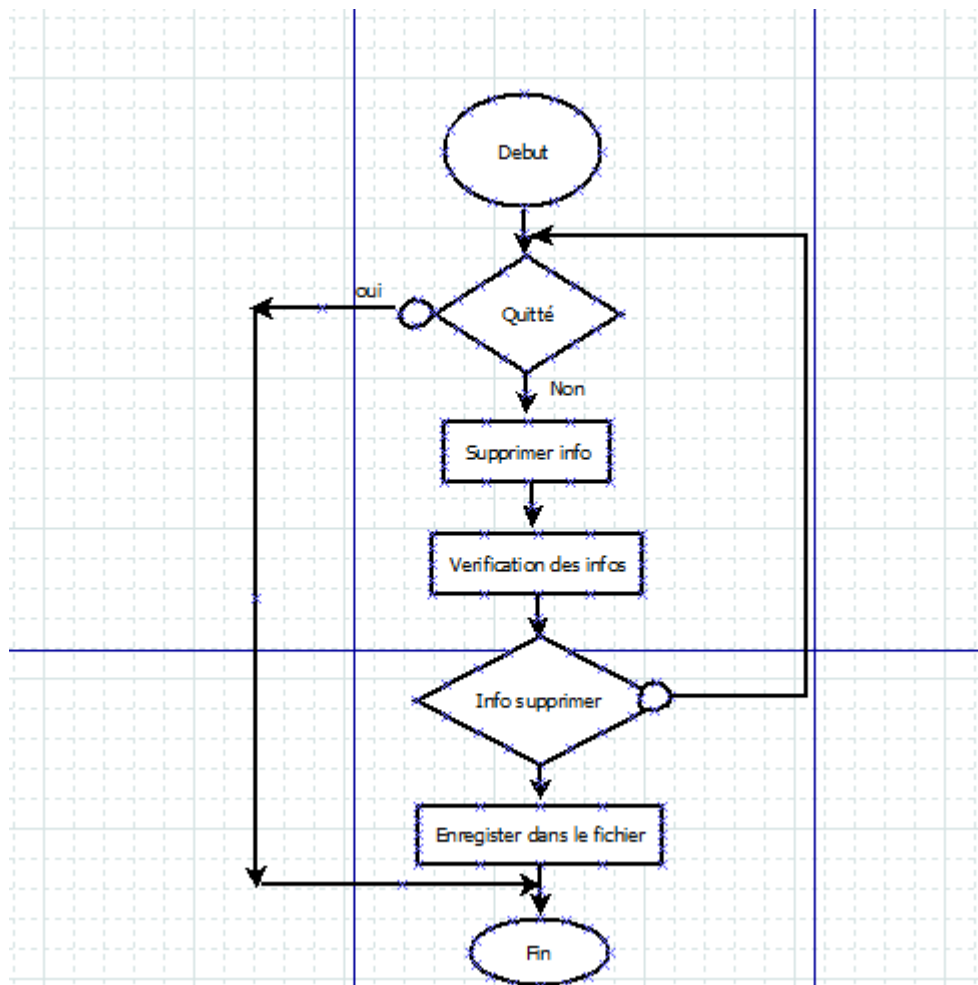 Debut
oui
Quitté
Non
Supprimer info
Verification des infos
Info supprimer
Enregister dans le fichier
Fin